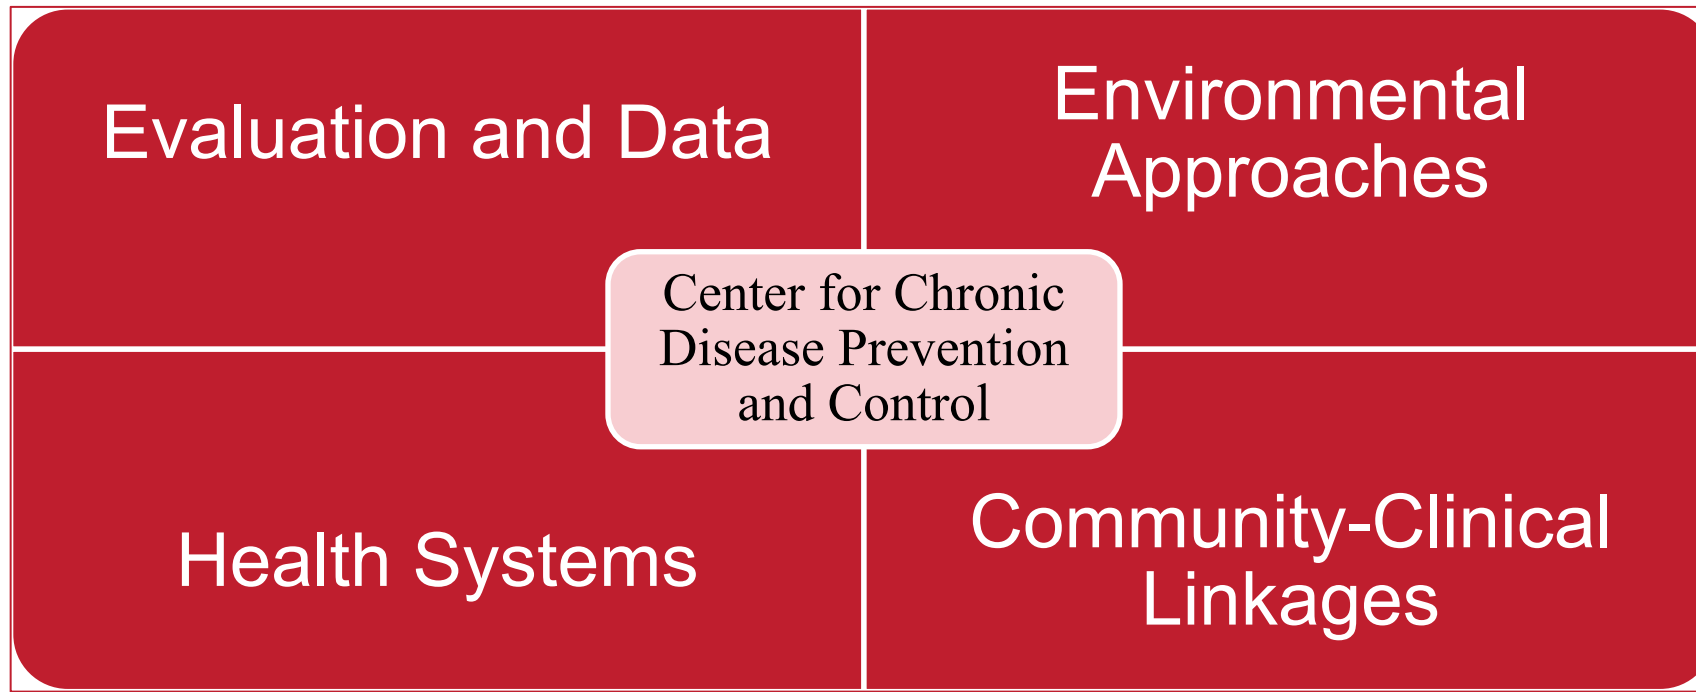 Evaluation and Data
Environmental
Approaches
Center for Chronic
Disease Prevention
and Control
Health Systems
Community-Clinical
Linkages